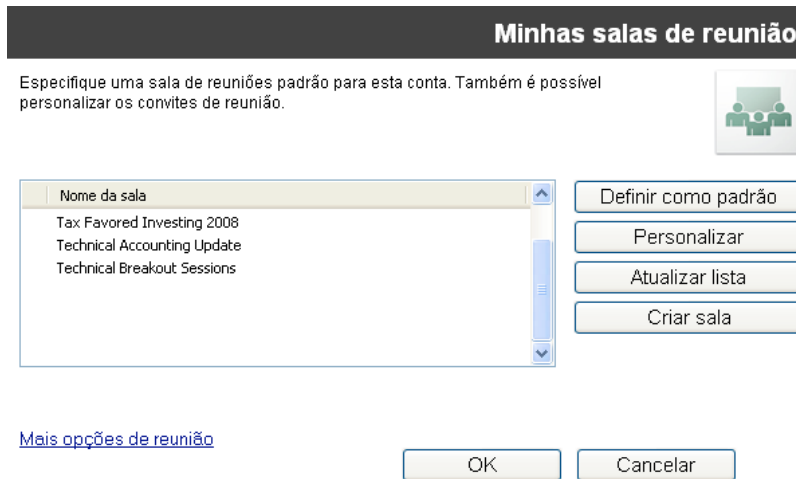 Minhas salas de reunião
Especifique uma sala de reuniões padrão para esta conta. Também é possível
personalizar os convites de reunião.
Nome da sala
Tax Favored Investing 2008
Technical Accounting Update
Technical Breakout Sessions
Definir como padrão
Personalizar
Atualizar lista
Criar sala
Mais opções de reunião
OK
Cancelar